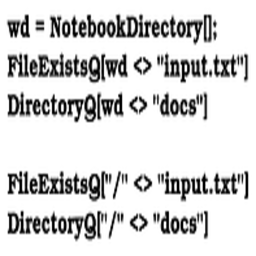 wd = NotebookDirectory[];
FileExistsQ[wd <> "input.txt"]
DirectoryQ[wd <> "docs"]
FileExistsQ["/" <> "input.txt"]
DirectoryQ["/" <> "docs"]